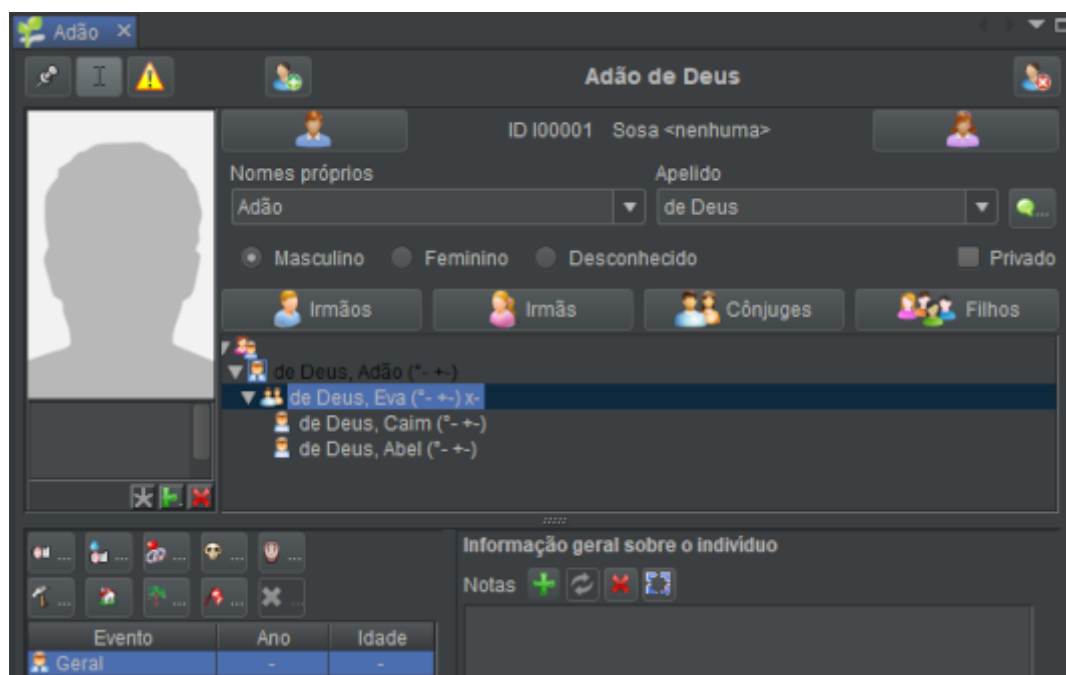 Adão
Adão de Deus
ID I00001 Sosa <nenhuma>
Nomes próprios Apelido
Adão de Deus
Masculino Feminino Desconhecido Privado
Irmãos Irmãs Cônjuges Filhos
de Deus, Adão (°- +-)
de Deus, Eva (°- +-) x-
de Deus, Caim (°- +-)
de Deus, Abel (°- +-)
Informação geral sobre o indivíduo
Notas
Evento Ano Idade
Geral - -